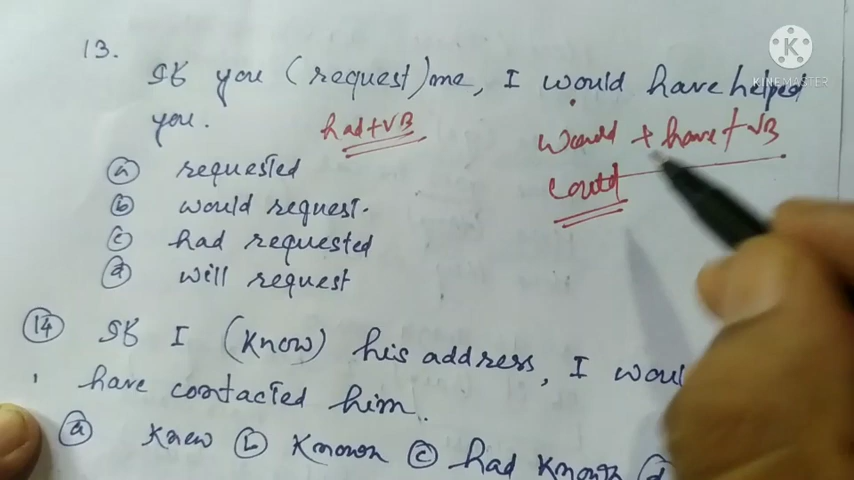 13.
If you (request) me, I would have helped
you.
had+V3
would + have + V3
could
(a) requested
(b) would request.
(c) had requested
(d) will request
(14) If I (know) his address, I woul
have contacted him.
(a) knew (b) known (c) had known (d)
K
KINEMASTER